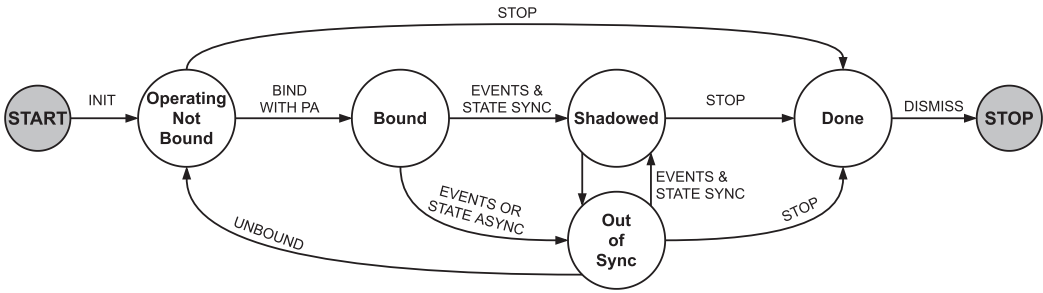 STOP
START
INIT
Operating
Not
Bound
BIND
WITH PA
Bound
EVENTS &
STATE SYNC
Shadowed
STOP
Done
DISMISS
STOP
EVENTS OR
STATE ASYNC
EVENTS &
STATE SYNC
Out
of
Sync
STOP
UNBOUND